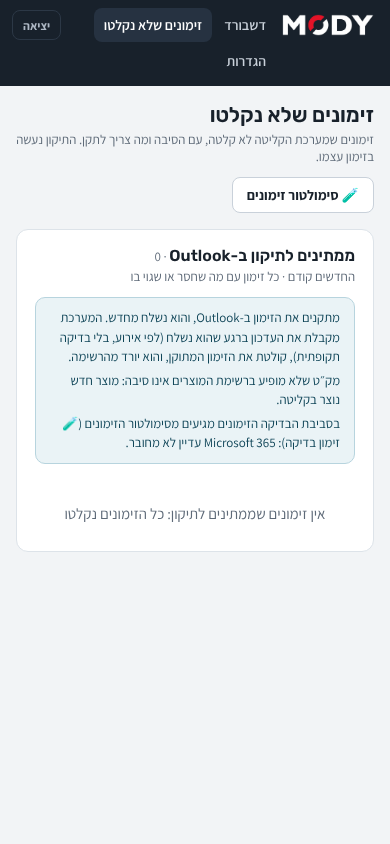 MODY
דשבורד
זימונים שלא נקלטו
יציאה
הגדרות
זימונים שלא נקלטו
זימונים שמערכת הקליטה לא קלטה, עם הסיבה ומה צריך לתקן. התיקון נעשה
בזימון עצמו.
🧪 סימולטור זימונים
ממתינים לתיקון ב-Outlook · 0
החדשים קודם · כל זימון עם מה שחסר או שגוי בו
מתקנים את הזימון ב-Outlook, והוא נשלח מחדש. המערכת
מקבלת את העדכון ברגע שהוא נשלח (לפי אירוע, בלי בדיקה
תקופתית), קולטת את הזימון המתוקן, והוא יורד מהרשימה.
מק״ט שלא מופיע ברשימת המוצרים אינו סיבה: מוצר חדש
נוצר בקליטה.
בסביבת הבדיקה הזימונים מגיעים מסימולטור הזימונים (🧪
זימון בדיקה): Microsoft 365 עדיין לא מחובר.
אין זימונים שממתינים לתיקון: כל הזימונים נקלטו